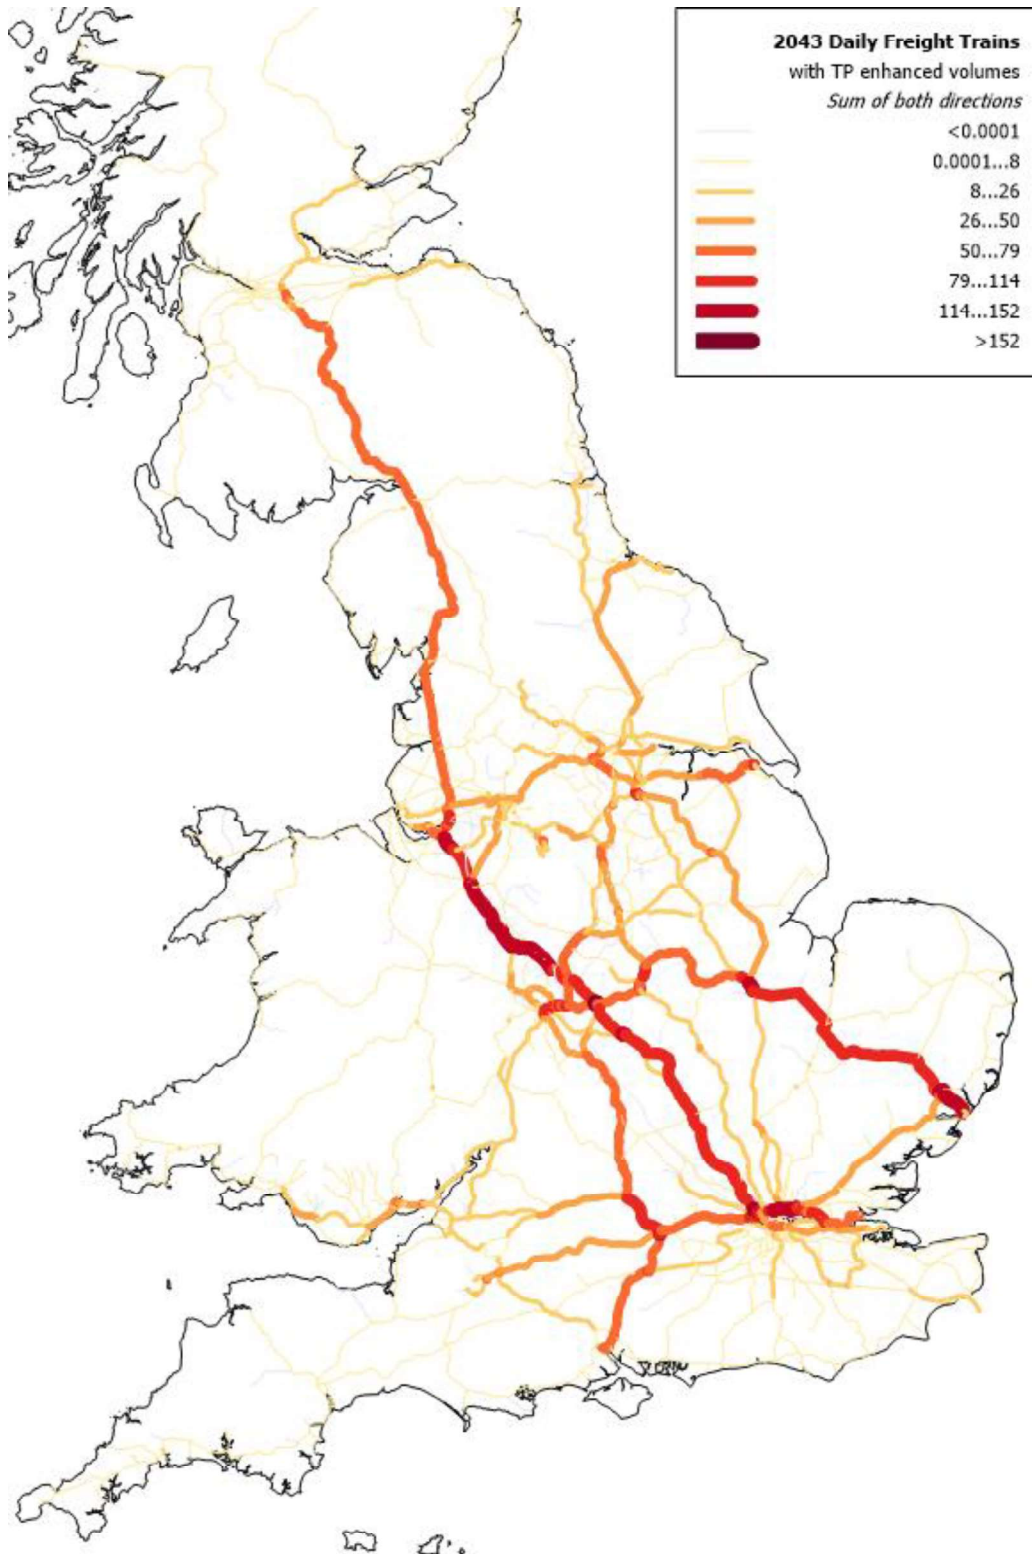 2043 Daily Freight Trains
with TP enhanced volumes
Sum of both directions
<0.0001
0.0001...8
8...26
26...50
50...79
79...114
114...152
>152